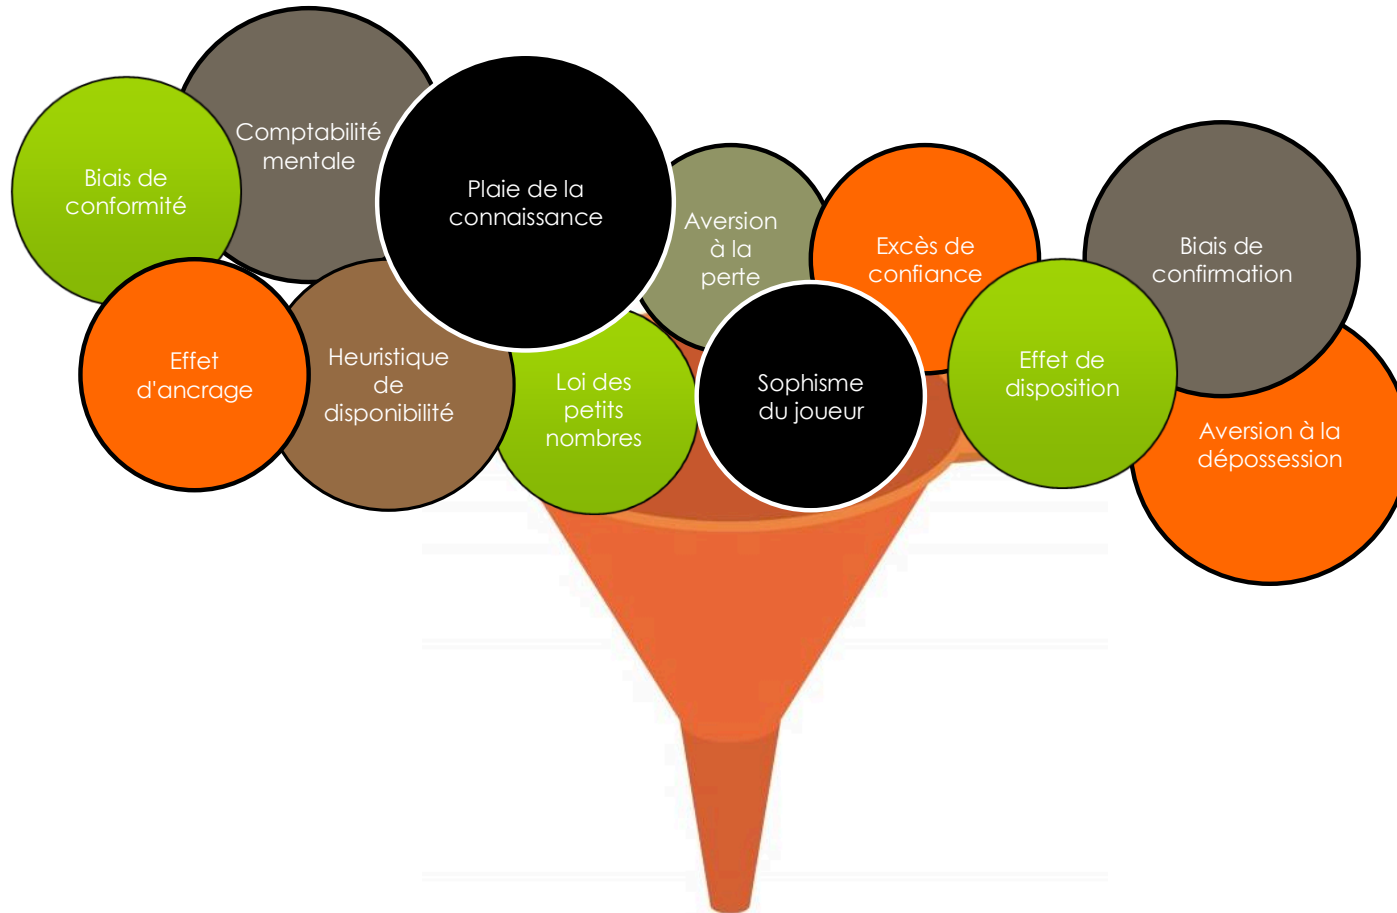 Comptabilité
mentale
Biais de
conformité
Plaie de la
connaissance
Aversion
à la
perte
Excès de
confiance
Biais de
confirmation
Effet
d'ancrage
Heuristique
de
disponibilité
Loi des
petits
nombres
Sophisme
du joueur
Effet de
disposition
Aversion à la
dépossession